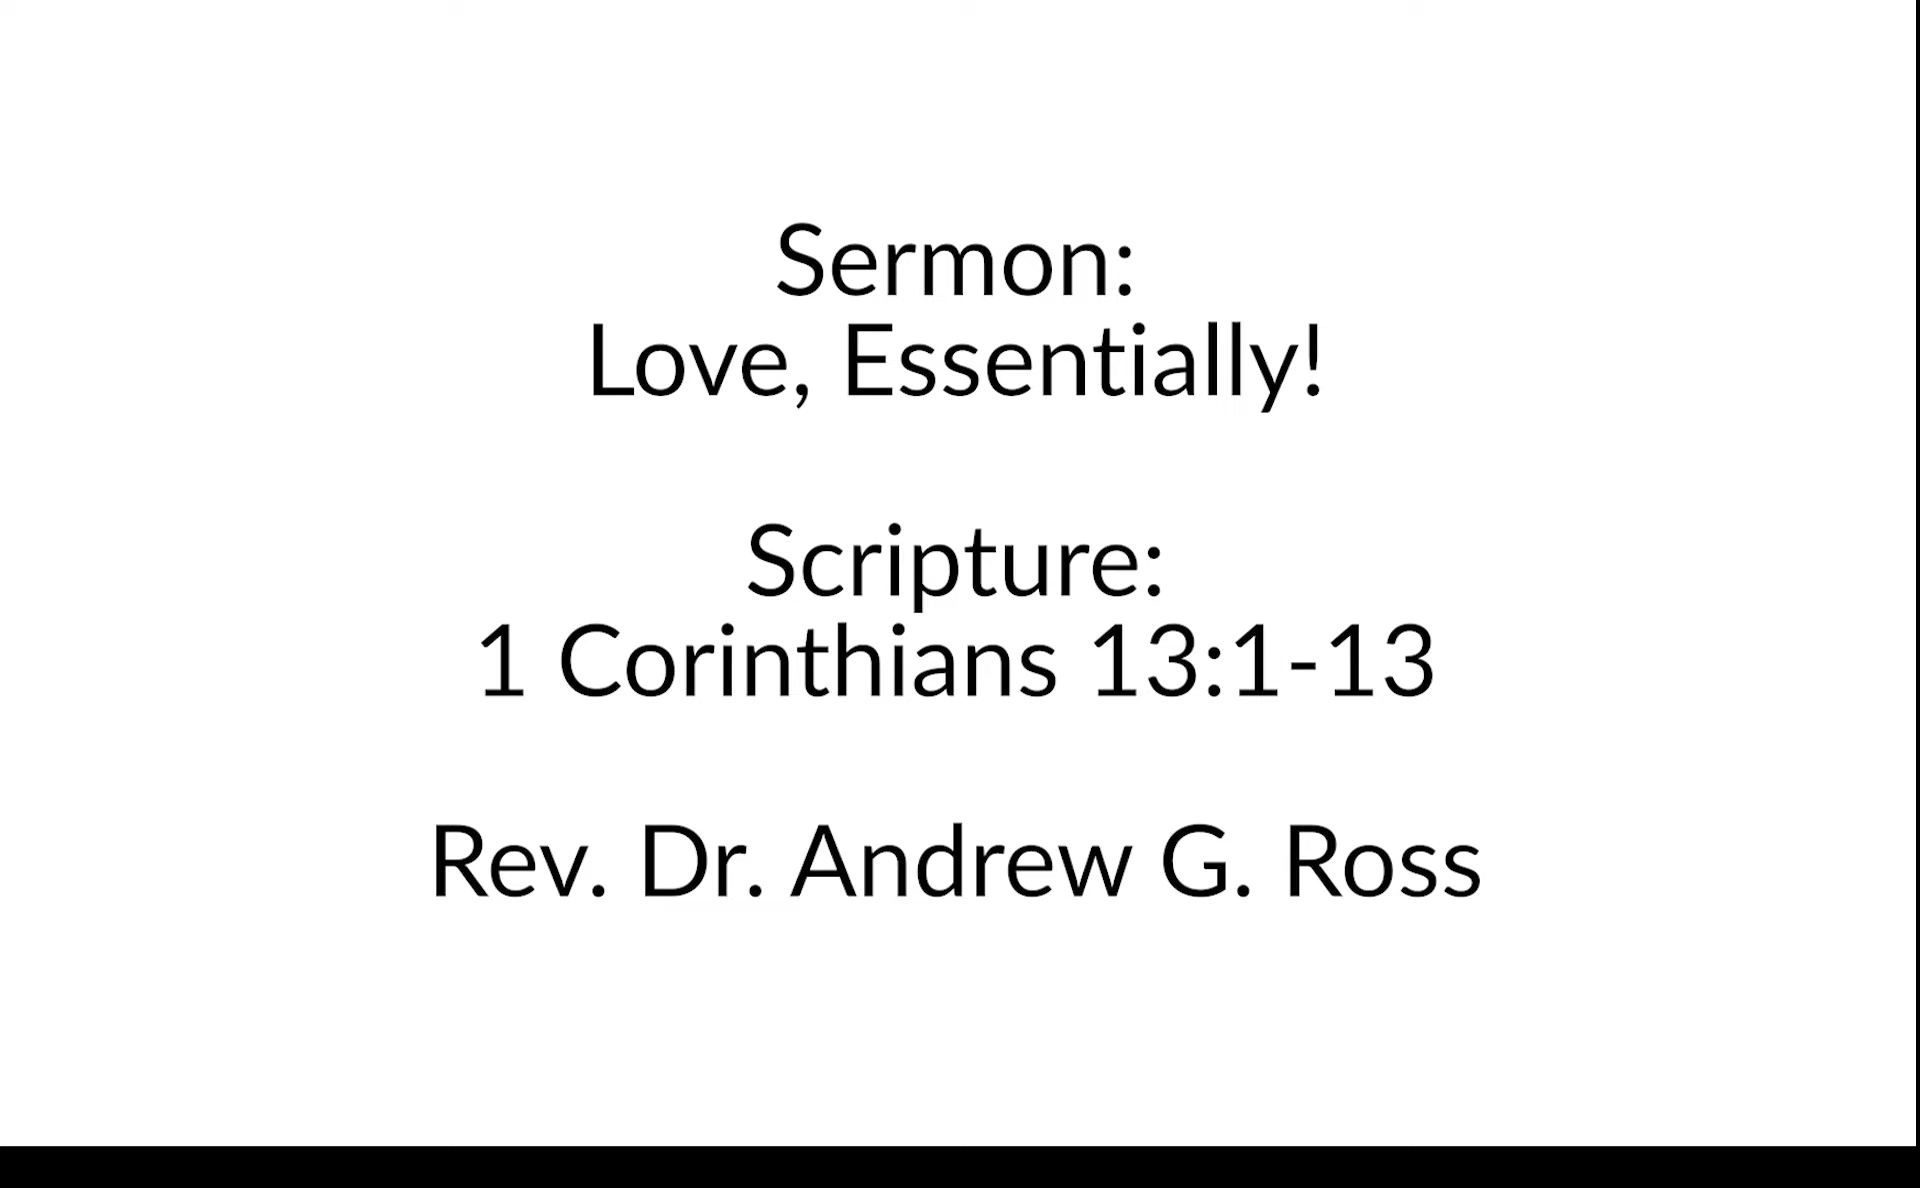 Sermon:
Love, Essentially!
Scripture:
1 Corinthians 13:1-13
Rev. Dr. Andrew G. Ross